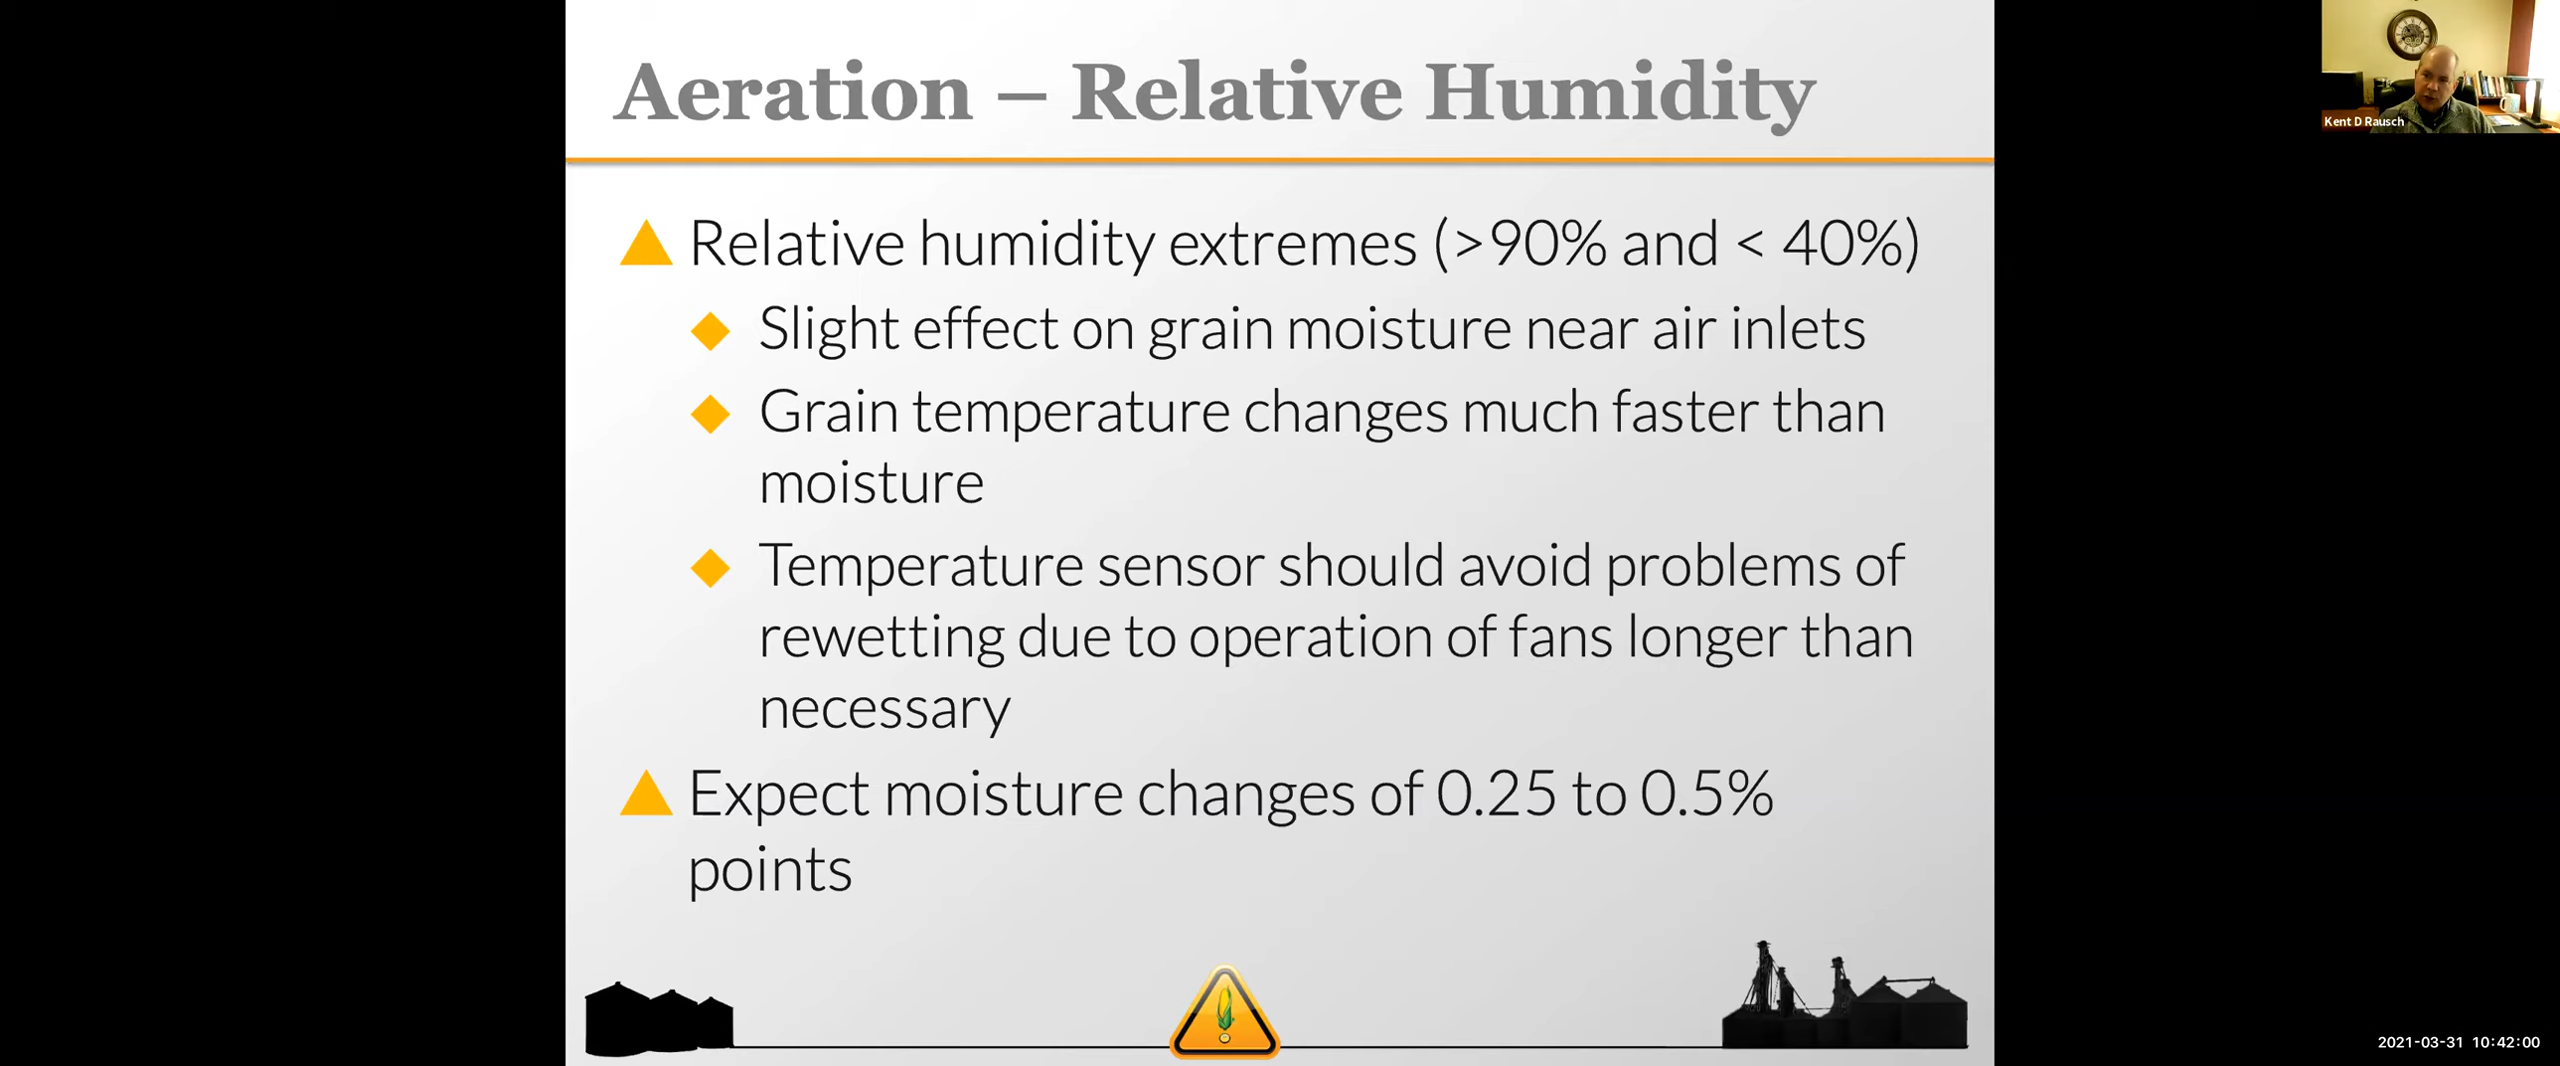 Aeration – Relative Humidity
Relative humidity extremes (>90% and < 40%)
Slight effect on grain moisture near air inlets
Grain temperature changes much faster than
moisture
Temperature sensor should avoid problems of
rewetting due to operation of fans longer than
necessary
Expect moisture changes of 0.25 to 0.5%
points
Kent D Rausch
2021-03-31 10:42:00